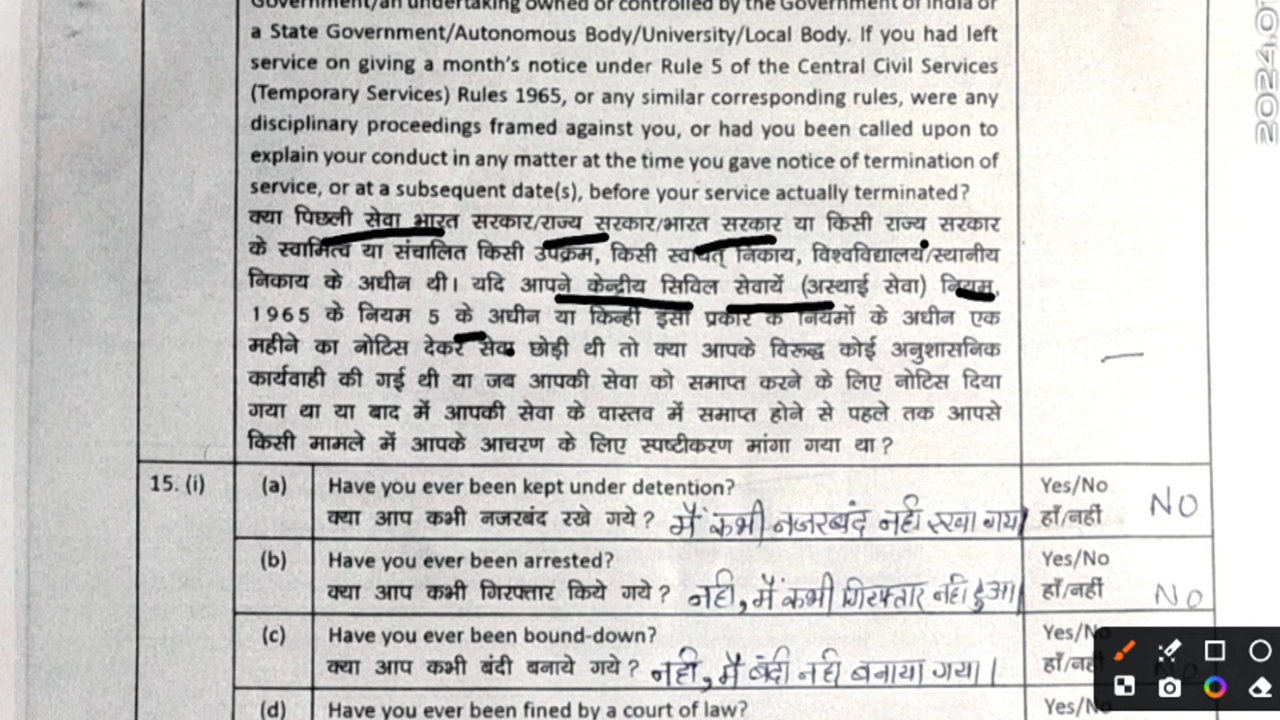 Government/an undertaking owned or controlled by the Government of India or
a State Government/Autonomous Body/University/Local Body. If you had left
service on giving a month's notice under Rule 5 of the Central Civil Services
(Temporary Services) Rules 1965, or any similar corresponding rules, were any
disciplinary proceedings framed against you, or had you been called upon to
explain your conduct in any matter at the time you gave notice of termination of
service, or at a subsequent date(s), before your service actually terminated?
क्या पिछली सेवा भारत सरकार/राज्य सरकार/भारत सरकार या किसी राज्य सरकार
के स्वामित्व या संचालित किसी उपक्रम, किसी स्वायत् निकाय, विश्वविद्यालय/स्थानीय
निकाय के अधीन थी। यदि आपने केन्द्रीय सिविल सेवायें (अस्थाई सेवा) नियम,
1965 के नियम 5 के अधीन या किन्हीं इसी प्रकार के नियमों के अधीन एक
महीने का नोटिस देकर सेवा छोड़ी थी तो क्या आपके विरूद्ध कोई अनुशासनिक
कार्यवाही की गई थी या जब आपकी सेवा को समाप्त करने के लिए नोटिस दिया
गया था या बाद में आपकी सेवा के वास्तव में समाप्त होने से पहले तक आपसे
किसी मामले में आपके आचरण के लिए स्पष्टीकरण मांगा गया था?
15. (i) (a) Have you ever been kept under detention? Yes/No NO
क्या आप कभी नजरबंद रखे गये? मैं कभी नजरबंद नही रखा गया हाँ/नहीं
(b) Have you ever been arrested? Yes/No
क्या आप कभी गिरफ्तार किये गये? नही, मैं कभी गिरफ्तार नही हुआ। हाँ/नहीं No
(c) Have you ever been bound-down? Yes/No
क्या आप कभी बंदी बनाये गये? नही, मैं बंदी नही बनाया गया। हाँ/नहीं No
(d) Have you ever been fined by a court of law? Yes/No
2024.01